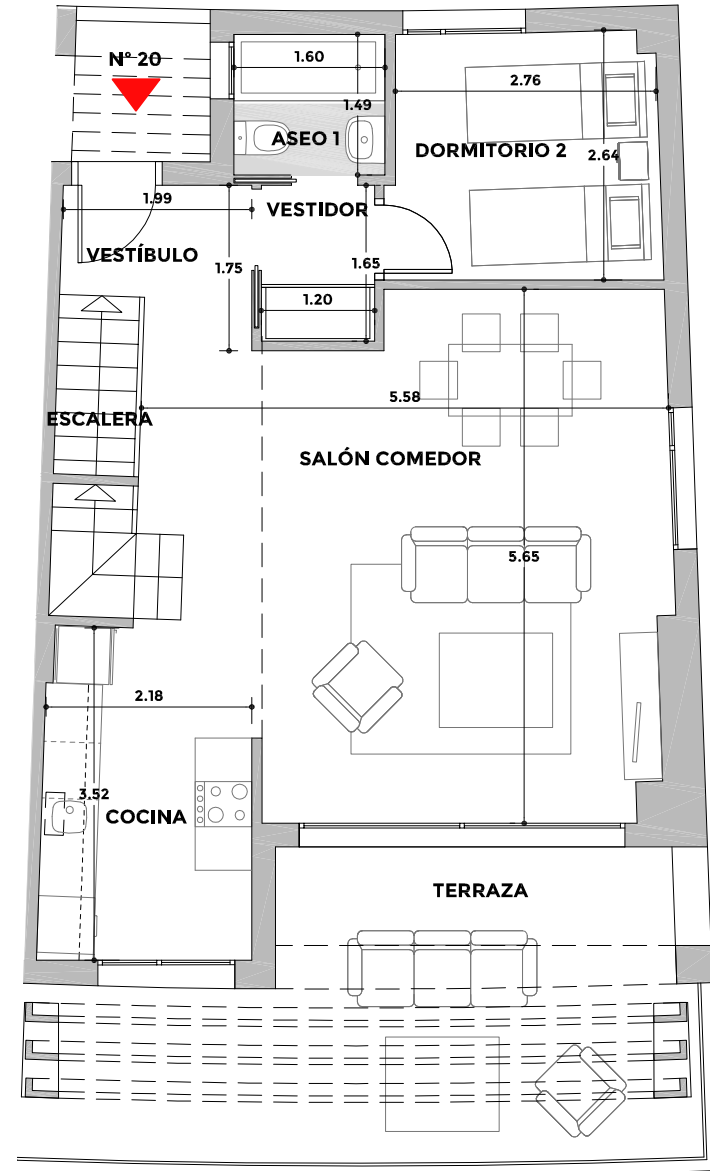 Nº 20
1.60
1.49
ASEO 1
2.76
DORMITORIO 2
2.64
1.99
VESTIDOR
VESTÍBULO
1.75
1.65
1.20
5.58
ESCALERA
SALÓN COMEDOR
5.65
2.18
3.52
COCINA
TERRAZA